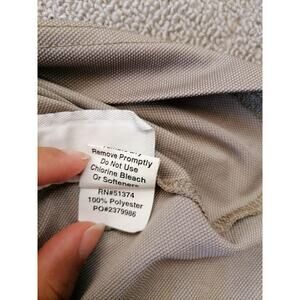 Remove Promptly
Do Not Use
Chlorine Bleach
Or Softeners
RN#51374
100% Polyester
PO#2379986